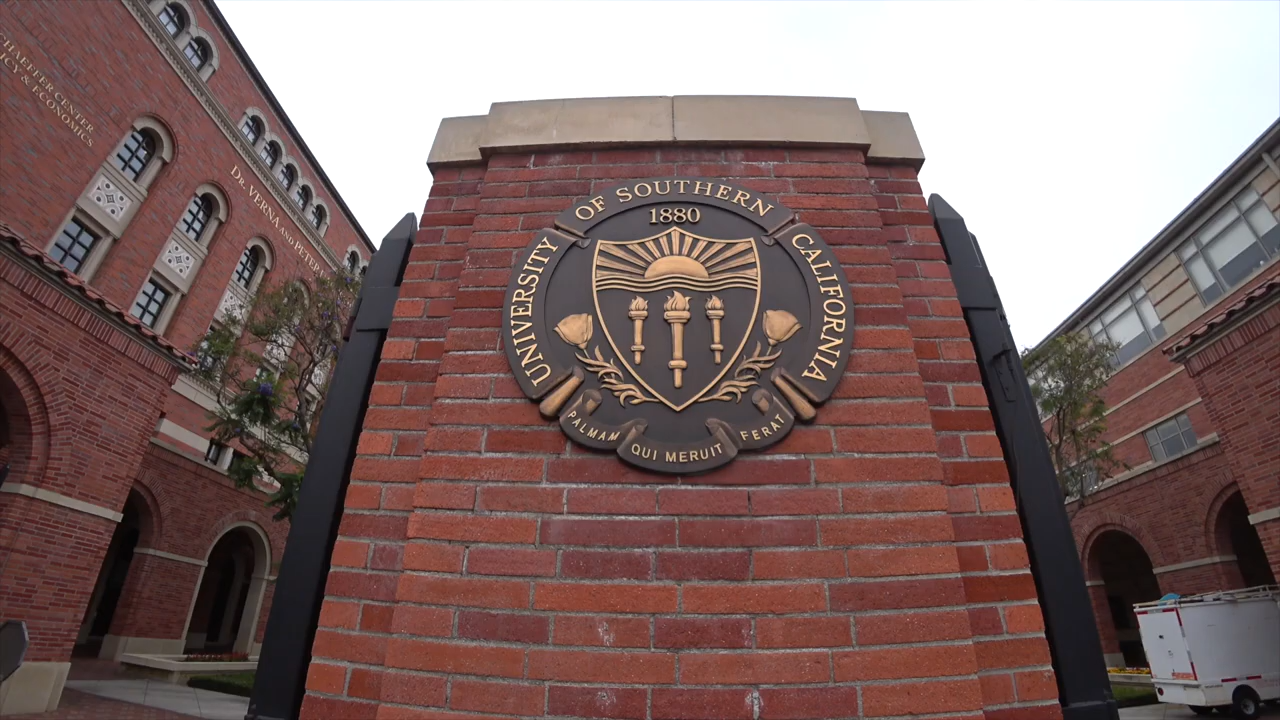 UNIVERSITY OF SOUTHERN CALIFORNIA
1880
PALMAM QUI MERUIT FERAT
SCHAEFFER CENTER
& ECONOMICS
DR. VERNA AND PETER